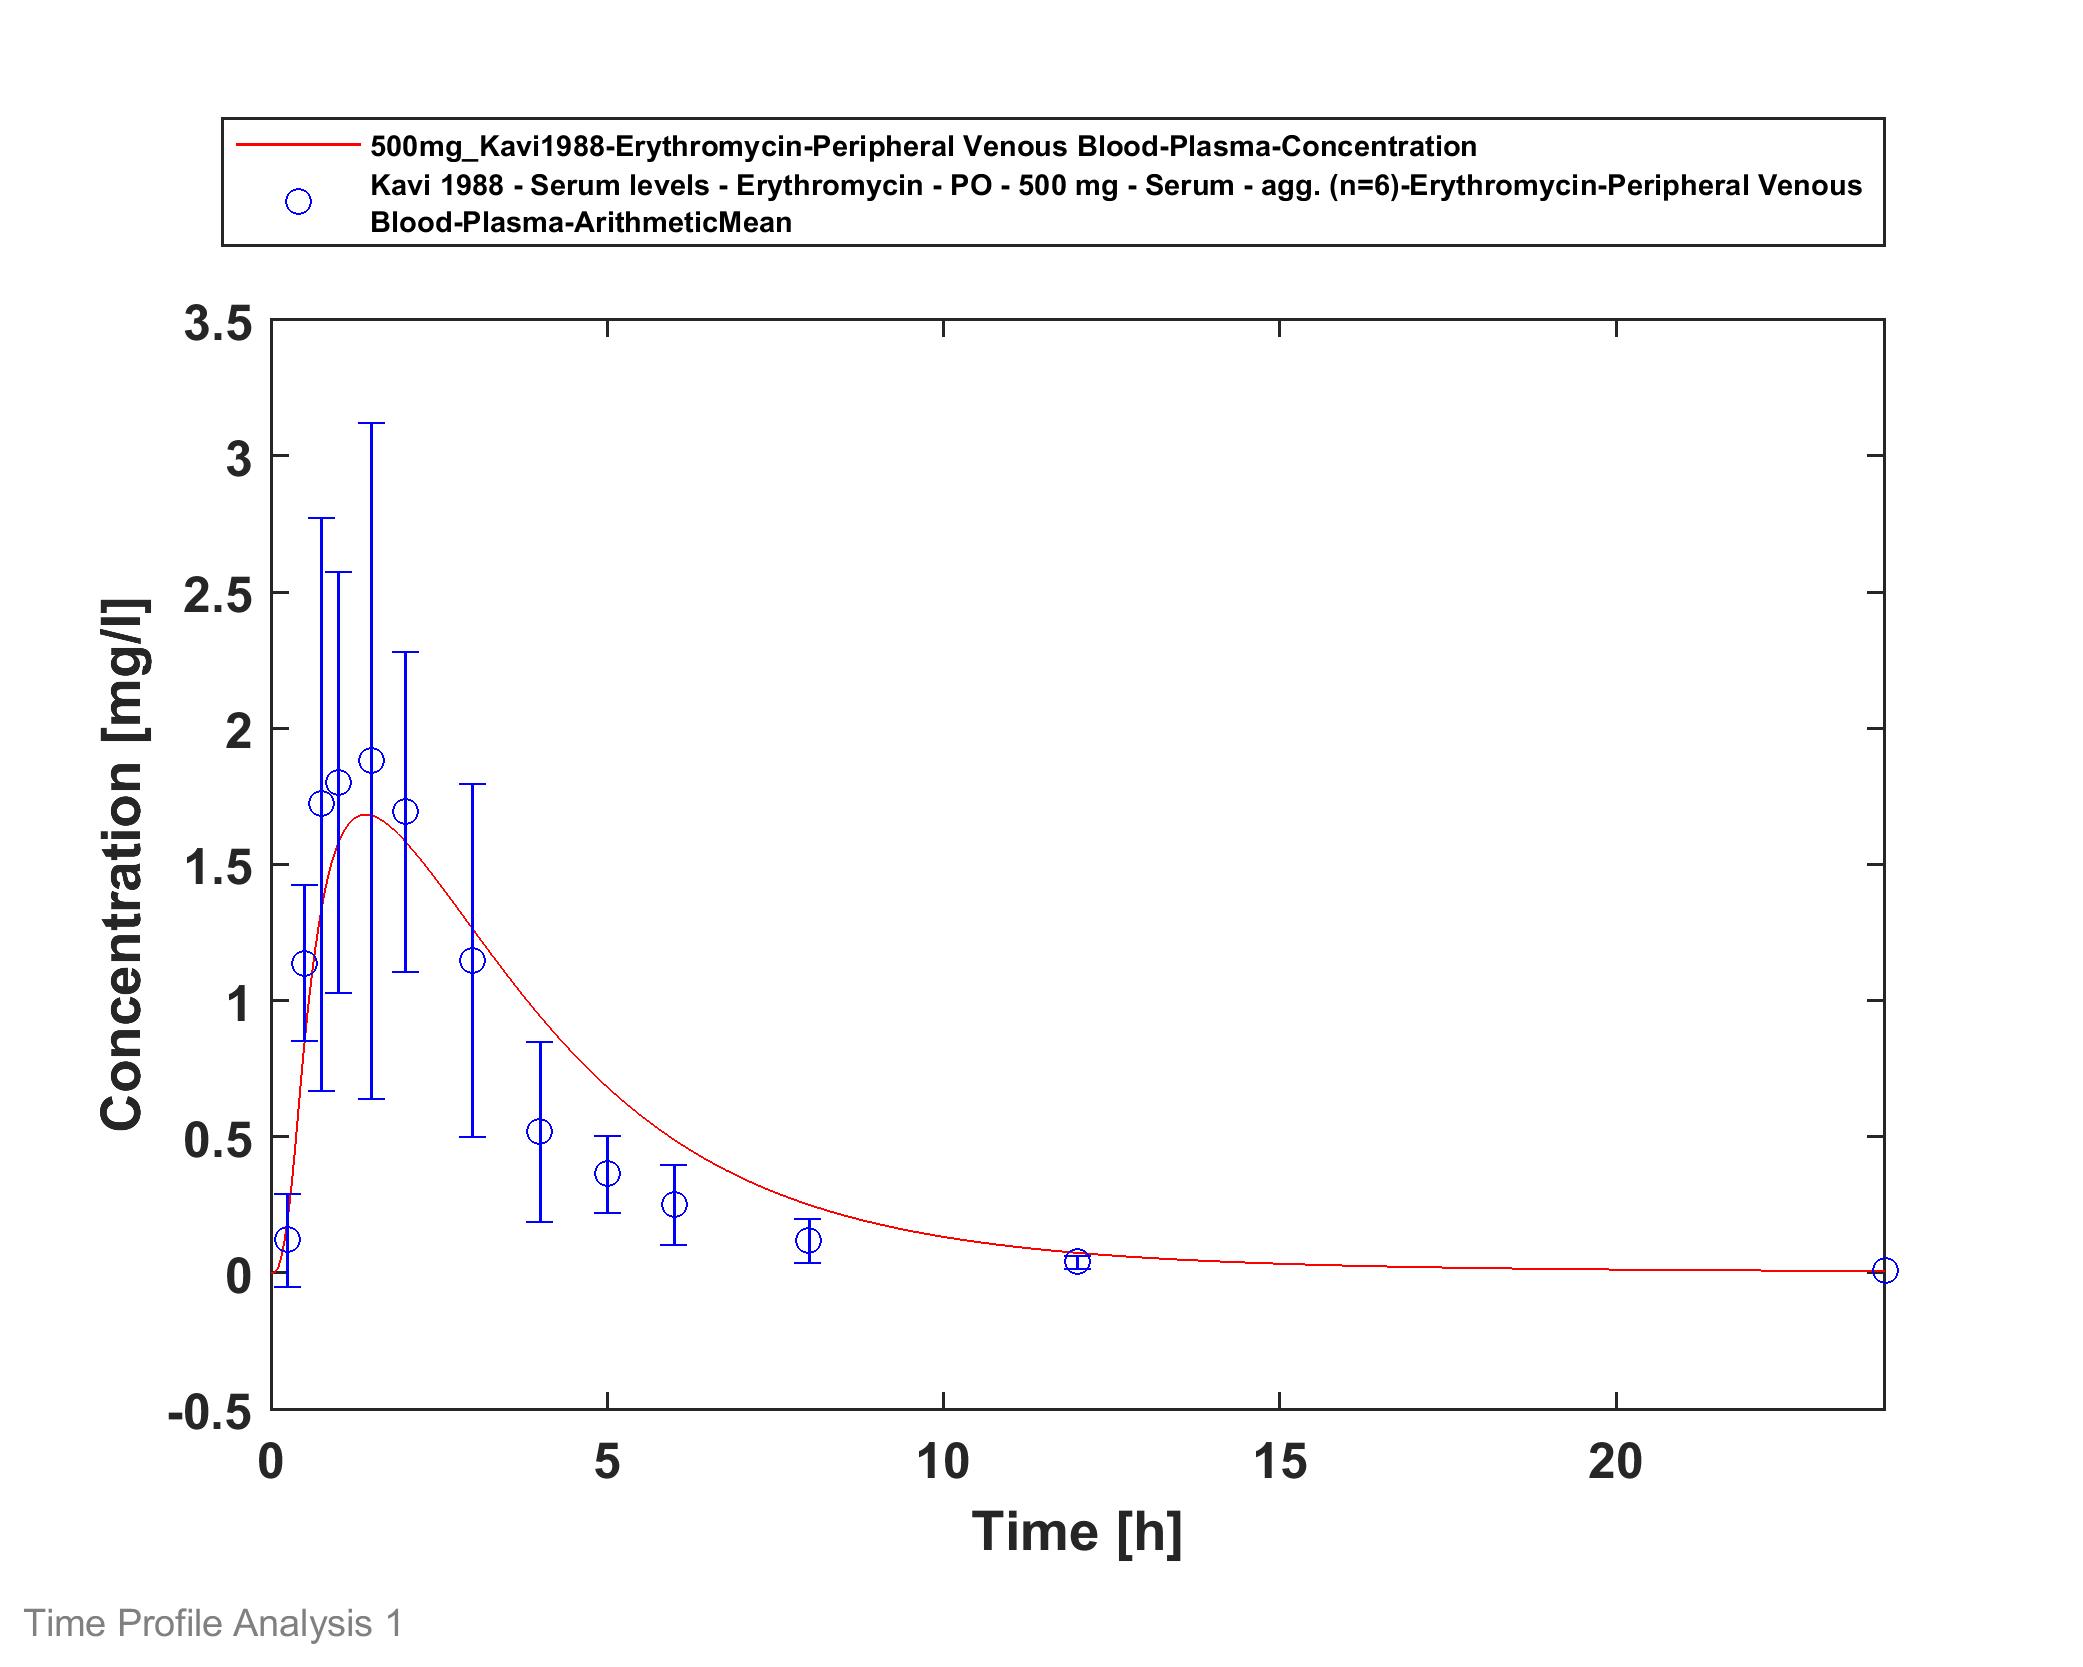 500mg_Kavi1988-Erythromycin-Peripheral Venous Blood-Plasma-Concentration
Kavi 1988 - Serum levels - Erythromycin - PO - 500 mg - Serum - agg. (n=6)-Erythromycin-Peripheral Venous
Blood-Plasma-ArithmeticMean
3.5
3
2.5
2
1.5
1
0.5
0
-0.5
Concentration [mg/l]
0 5 10 15 20
Time [h]
Time Profile Analysis 1